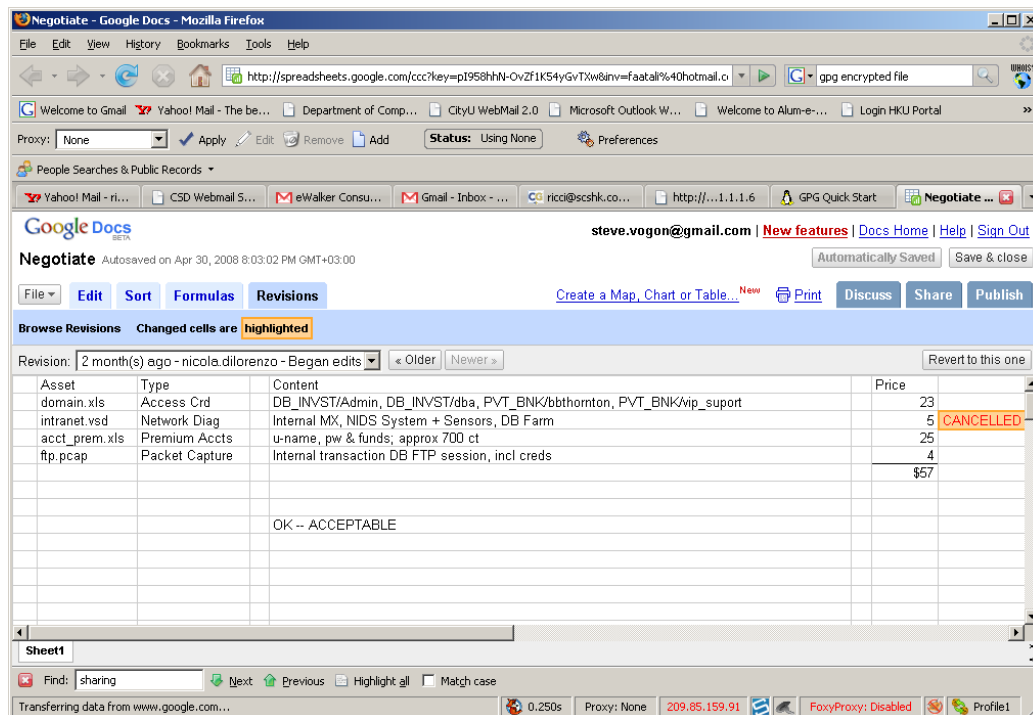 Negotiate - Google Docs - Mozilla Firefox
File Edit View History Bookmarks Tools Help
http://spreadsheets.google.com/ccc?key=pI958hhN-OvZf1K54yGvTXw&inv=faatali%40hotmail.c gpg encrypted file
Welcome to Gmail Yahoo! Mail - The be... Department of Comp... CityU WebMail 2.0 Microsoft Outlook W... Welcome to Alum-e-... Login HKU Portal »
Proxy: None Apply Edit Remove Add Status: Using None Preferences
People Searches & Public Records
Yahoo! Mail - ri... CSD Webmail S... eWalker Consu... Gmail - Inbox - ... ricci@scshk.co... http://...1.1.1.6 GPG Quick Start Negotiate ...
Google Docs BETA
steve.vogon@gmail.com | New features | Docs Home | Help | Sign Out
Negotiate Autosaved on Apr 30, 2008 8:03:02 PM GMT+03:00 Automatically Saved Save & close
File Edit Sort Formulas Revisions Create a Map, Chart or Table... New Print Discuss Share Publish
Browse Revisions Changed cells are highlighted
Revision: 2 month(s) ago - nicola.dilorenzo - Began edits « Older Newer » Revert to this one
Asset Type Content Price
domain.xls Access Crd DB_INVST/Admin, DB_INVST/dba, PVT_BNK/bbthornton, PVT_BNK/vip_suport 23
intranet.vsd Network Diag Internal MX, NIDS System + Sensors, DB Farm 5 CANCELLED
acct_prem.xls Premium Accts u-name, pw & funds; approx 700 ct 25
ftp.pcap Packet Capture Internal transaction DB FTP session, incl creds 4
$57
OK -- ACCEPTABLE
Sheet1
Find: sharing Next Previous Highlight all Match case
Transferring data from www.google.com... 0.250s Proxy: None 209.85.159.91 FoxyProxy: Disabled Profile1